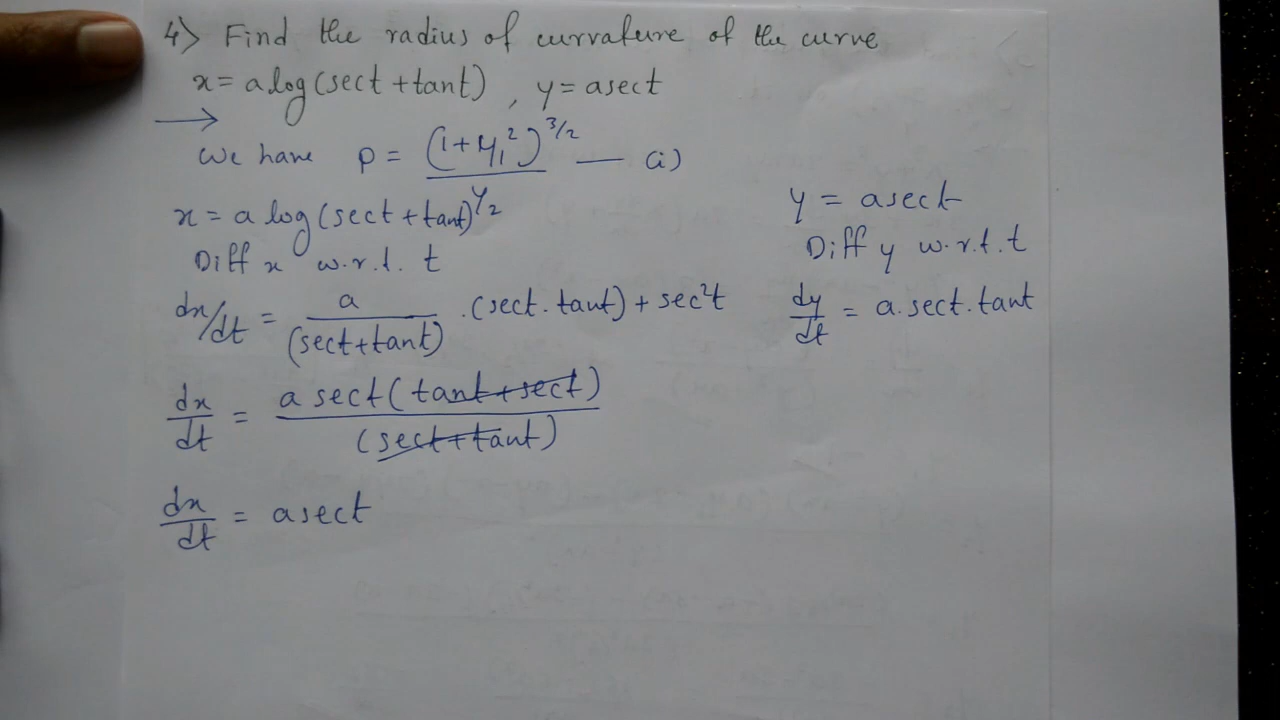 4> Find the radius of curvature of the curve
x = a log (sect + tant) , y = a sect
→
We have ρ = (1 + y₁²)^3/2 / y₂ — (i)
x = a log (sect + tant)
Diff x w.r.t. t
dx/dt = a / (sect + tant) . (sect . tant) + sec²t
dx/dt = a sect (tant + sect) / (sect + tant)
dx/dt = a sect
y = a sect
Diff y w.r.t. t
dy/dt = a . sect . tant